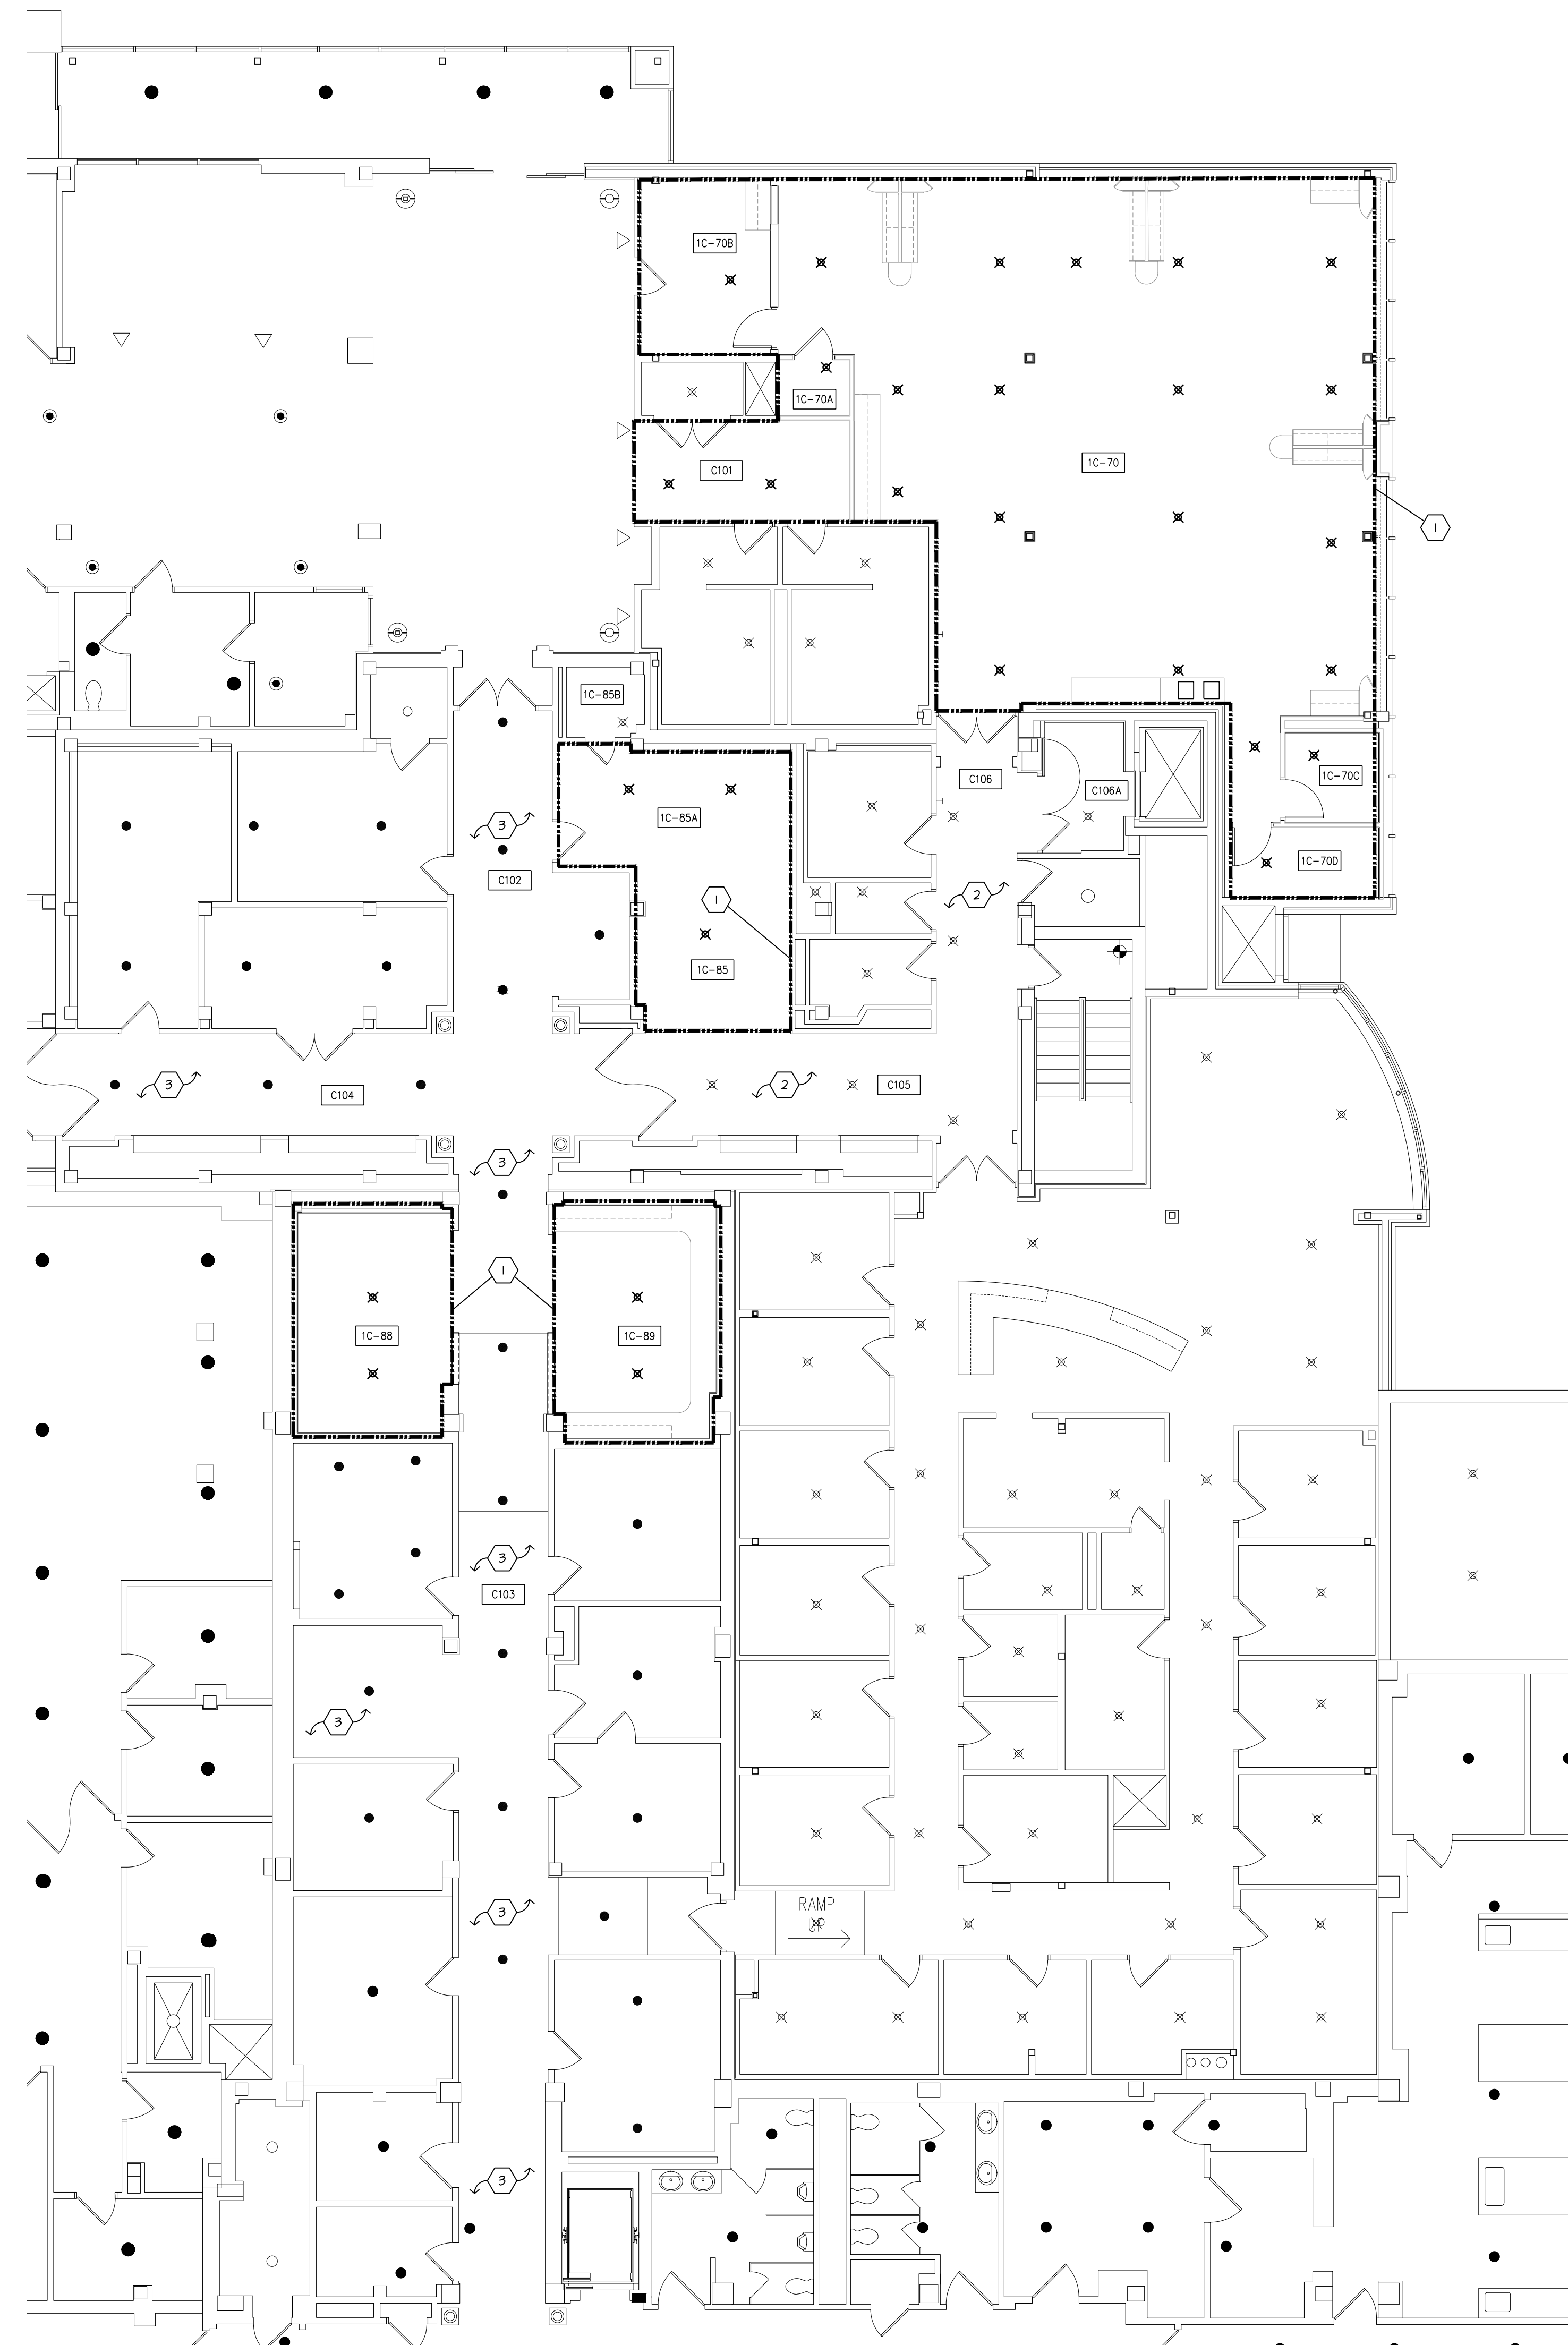 1C-70B
1C-70A
C101
1C-70
1
1C-85B
C106
1C-70C
C106A
3
1C-85A
1C-70D
C102
2
1
1C-85
3
C104
2
C105
3
1
1C-88
1C-89
3
C103
3
RAMP
UP
3
3